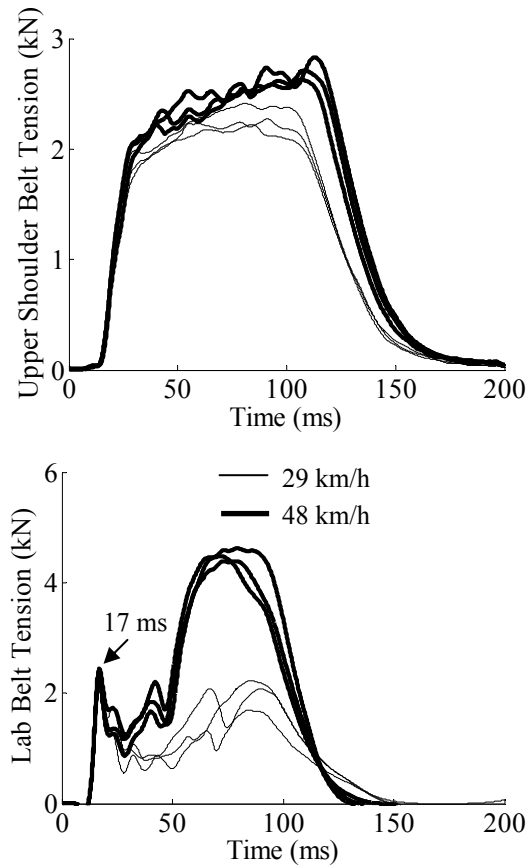 Upper Shoulder Belt Tension (kN)
3
2
1
0
0 50 100 150 200
Time (ms)
Lab Belt Tension (kN)
6
4
2
0
29 km/h
48 km/h
17 ms
0 50 100 150 200
Time (ms)